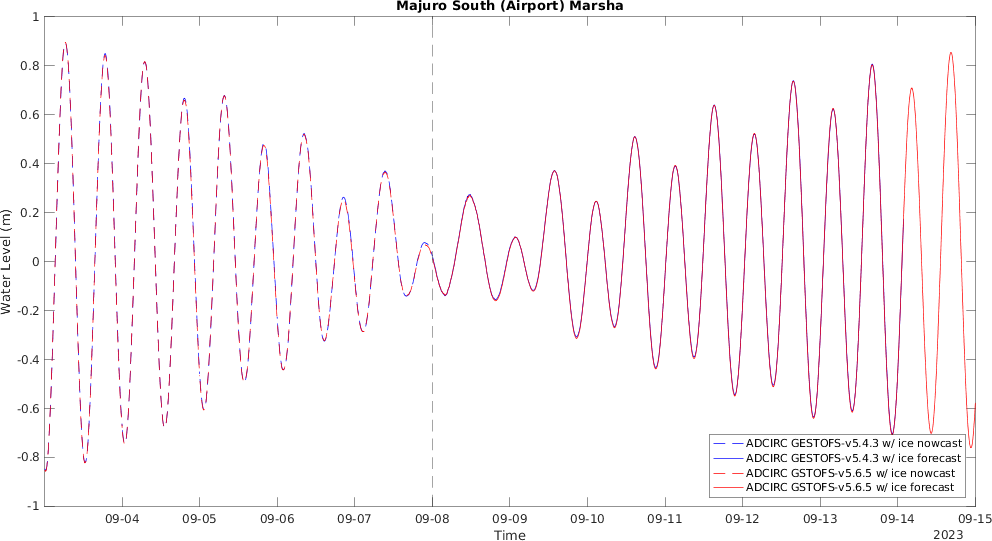 Majuro South (Airport) Marsha
Water Level (m)
1
0.8
0.6
0.4
0.2
0
-0.2
-0.4
-0.6
-0.8
-1
ADCIRC GESTOFS-v5.4.3 w/ ice nowcast
ADCIRC GESTOFS-v5.4.3 w/ ice forecast
ADCIRC GSTOFS-v5.6.5 w/ ice nowcast
ADCIRC GSTOFS-v5.6.5 w/ ice forecast
09-04 09-05 09-06 09-07 09-08 09-09 09-10 09-11 09-12 09-13 09-14 09-15
Time
2023